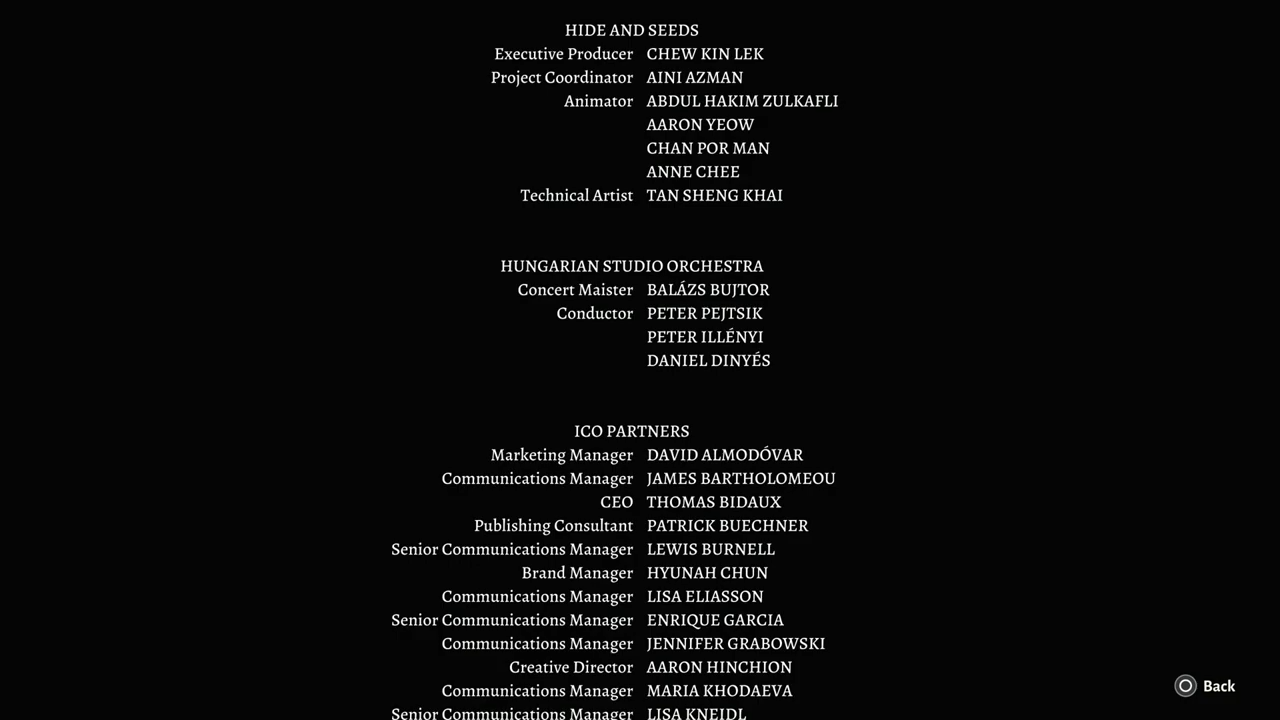 HIDE AND SEEDS
Executive Producer CHEW KIN LEK
Project Coordinator AINI AZMAN
Animator ABDUL HAKIM ZULKAFLI
AARON YEOW
CHAN POR MAN
ANNE CHEE
Technical Artist TAN SHENG KHAI
HUNGARIAN STUDIO ORCHESTRA
Concert Maister BALÁZS BUJTOR
Conductor PETER PEJTSIK
PETER ILLÉNYI
DANIEL DINYÉS
ICO PARTNERS
Marketing Manager DAVID ALMODÓVAR
Communications Manager JAMES BARTHOLOMEOU
CEO THOMAS BIDAUX
Publishing Consultant PATRICK BUECHNER
Senior Communications Manager LEWIS BURNELL
Brand Manager HYUNAH CHUN
Communications Manager LISA ELIASSON
Senior Communications Manager ENRIQUE GARCIA
Communications Manager JENNIFER GRABOWSKI
Creative Director AARON HINCHION
Communications Manager MARIA KHODAEVA
Senior Communications Manager LISA KNEIDL
Back